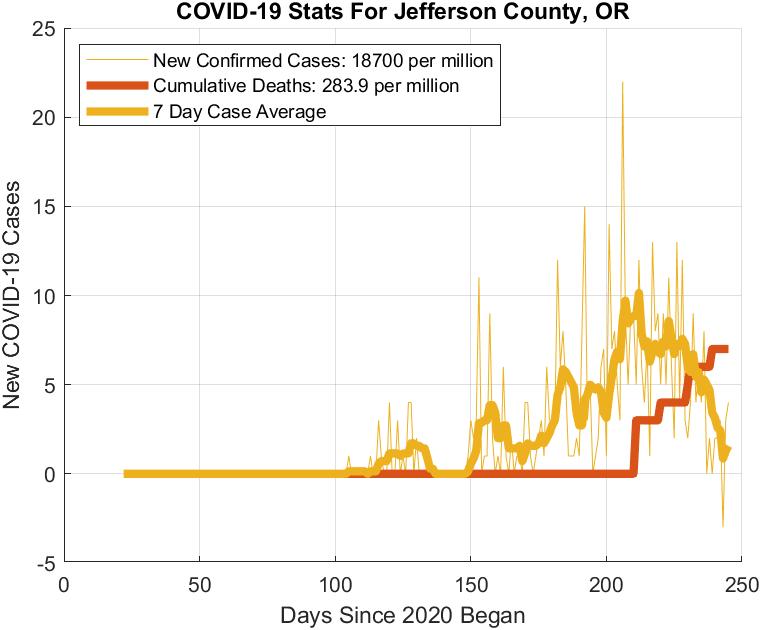 COVID-19 Stats For Jefferson County, OR
New Confirmed Cases: 18700 per million
Cumulative Deaths: 283.9 per million
7 Day Case Average
New COVID-19 Cases
25
20
15
10
5
0
-5
0 50 100 150 200 250
Days Since 2020 Began